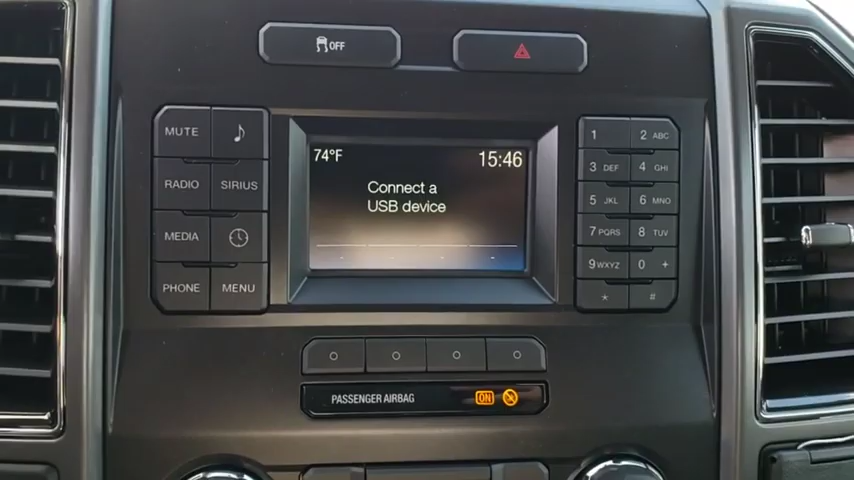 OFF
MUTE
RADIO SIRIUS
MEDIA
PHONE MENU
74°F 15:46
Connect a
USB device
1 2 ABC
3 DEF 4 GHI
5 JKL 6 MNO
7 PQRS 8 TUV
9 WXYZ 0 +
* #
PASSENGER AIRBAG ON